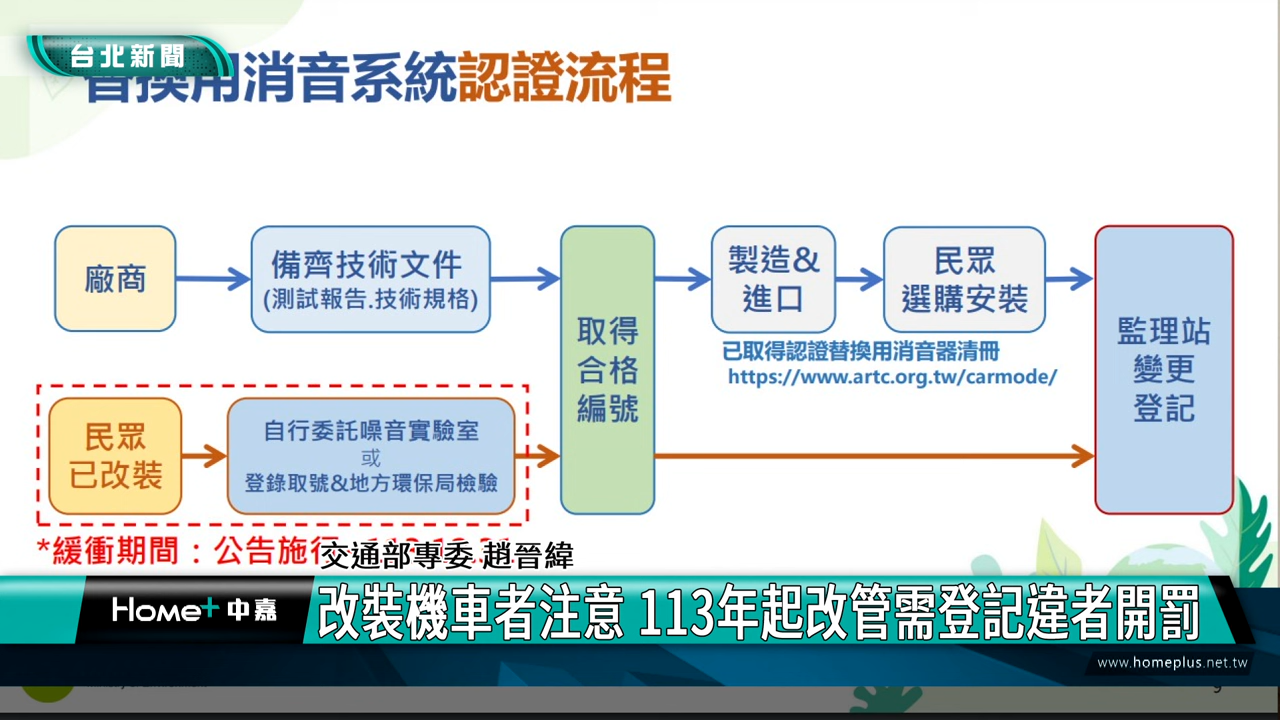 台北新聞
替換用消音系統認證流程
廠商
備齊技術文件
(測試報告.技術規格)
取得
合格
編號
製造&
進口
民眾
選購安裝
已取得認證替換用消音器清冊
https://www.artc.org.tw/carmode/
監理站
變更
登記
民眾
已改裝
自行委託噪音實驗室
或
登錄取號&地方環保局檢驗
*緩衝期間：公告施行
交通部專委 趙晉緯
Home+中嘉
改裝機車者注意 113年起改管需登記違者開罰
www.homeplus.net.tw
9